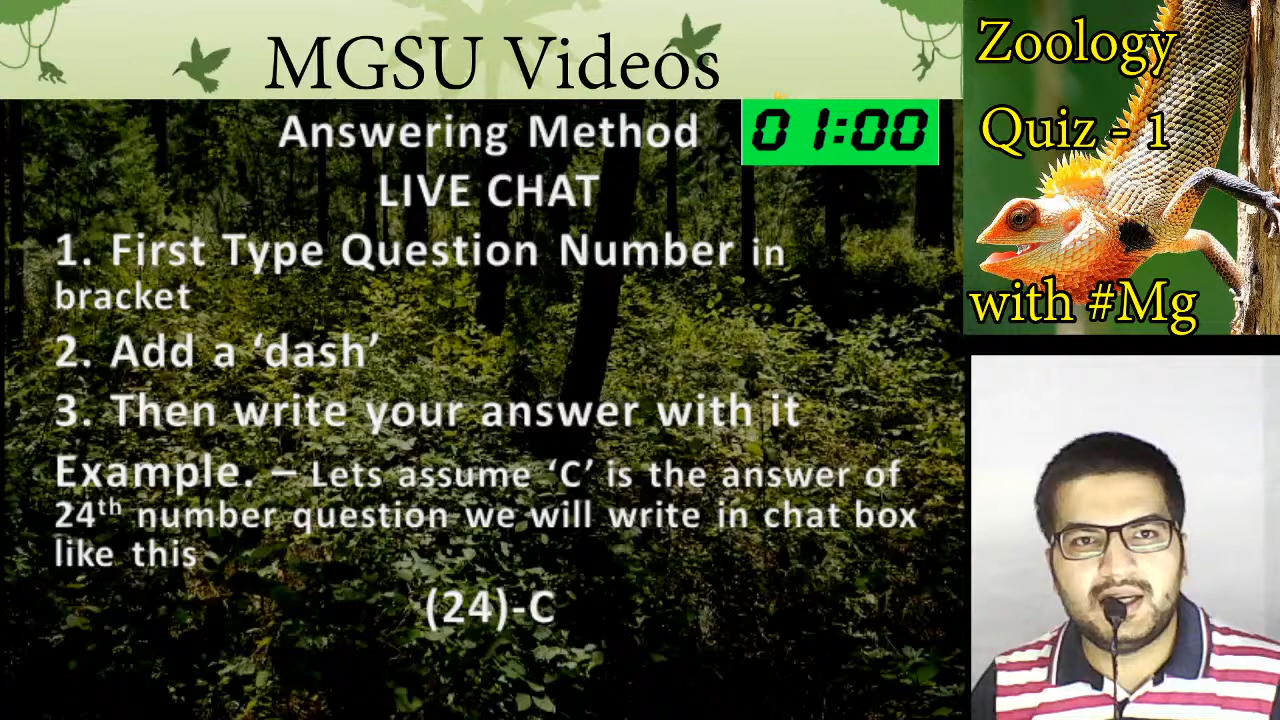 MGSU Videos
Zoology
Quiz - 1
with #Mg
01:00
Answering Method
LIVE CHAT
1. First Type Question Number in
bracket
2. Add a ‘dash’
3. Then write your answer with it
Example. – Lets assume ‘C’ is the answer of
24th number question we will write in chat box
like this
(24)-C